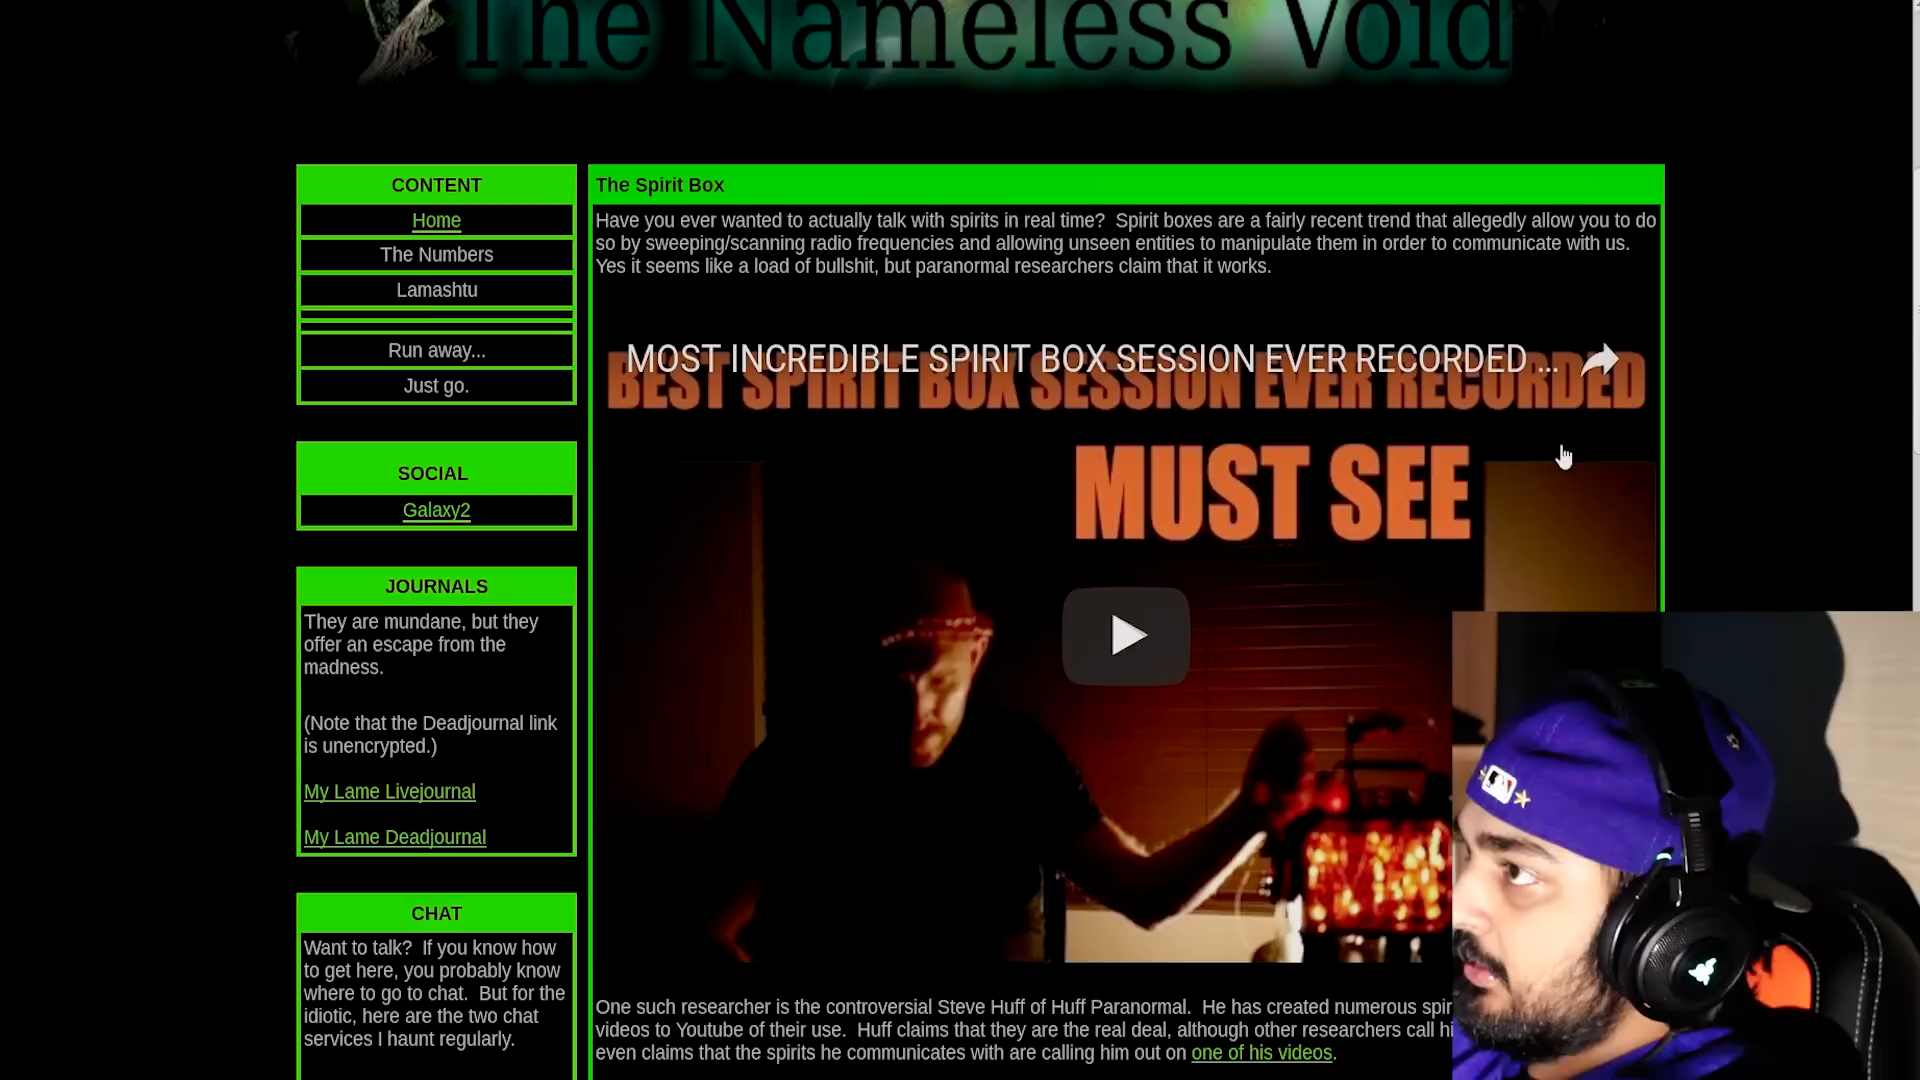 The Nameless Void
CONTENT
Home
The Numbers
Lamashtu
Run away...
Just go.
SOCIAL
Galaxy2
JOURNALS
They are mundane, but they
offer an escape from the
madness.
(Note that the Deadjournal link
is unencrypted.)
My Lame Livejournal
My Lame Deadjournal
CHAT
Want to talk? If you know how
to get here, you probably know
where to go to chat. But for the
idiotic, here are the two chat
services I haunt regularly.
The Spirit Box
Have you ever wanted to actually talk with spirits in real time? Spirit boxes are a fairly recent trend that allegedly allow you to do
so by sweeping/scanning radio frequencies and allowing unseen entities to manipulate them in order to communicate with us.
Yes it seems like a load of bullshit, but paranormal researchers claim that it works.
MOST INCREDIBLE SPIRIT BOX SESSION EVER RECORDED ...
BEST SPIRIT BOX SESSION EVER RECORDED
MUST SEE
One such researcher is the controversial Steve Huff of Huff Paranormal. He has created numerous
videos to Youtube of their use. Huff claims that they are the real deal, although other researchers call
even claims that the spirits he communicates with are calling him out on one of his videos.